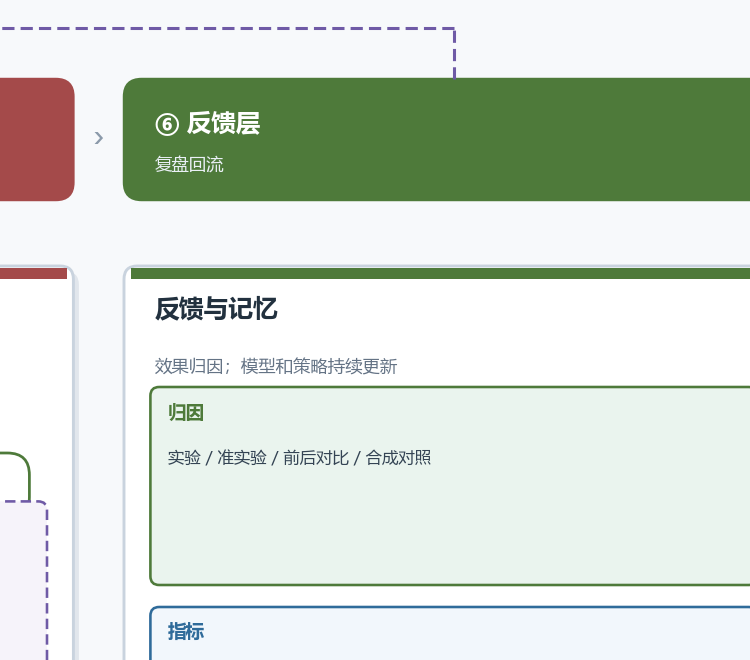 ›
⑥ 反馈层
复盘回流
反馈与记忆
效果归因；模型和策略持续更新
归因
实验 / 准实验 / 前后对比 / 合成对照
指标